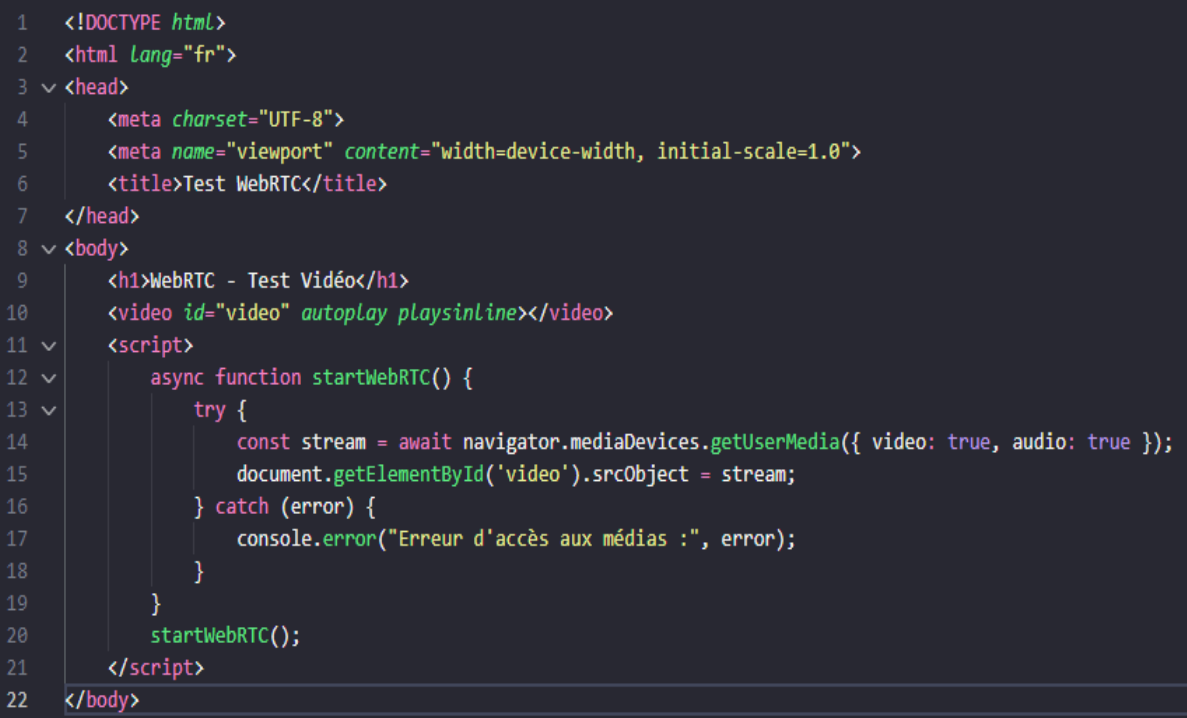 1 <!DOCTYPE html>
2 <html lang="fr">
3 <head>
4 <meta charset="UTF-8">
5 <meta name="viewport" content="width=device-width, initial-scale=1.0">
6 <title>Test WebRTC</title>
7 </head>
8 <body>
9 <h1>WebRTC - Test Vidéo</h1>
10 <video id="video" autoplay playsinline></video>
11 <script>
12 async function startWebRTC() {
13 try {
14 const stream = await navigator.mediaDevices.getUserMedia({ video: true, audio: true });
15 document.getElementById('video').srcObject = stream;
16 } catch (error) {
17 console.error("Erreur d'accès aux médias :", error);
18 }
19 }
20 startWebRTC();
21 </script>
22 </body>